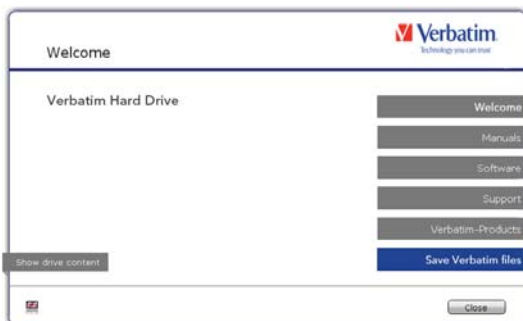 Welcome
Verbatim
Technology you can trust
Verbatim Hard Drive
Welcome
Manuals
Software
Support
Verbatim-Products
Show drive content
Save Verbatim files
Close